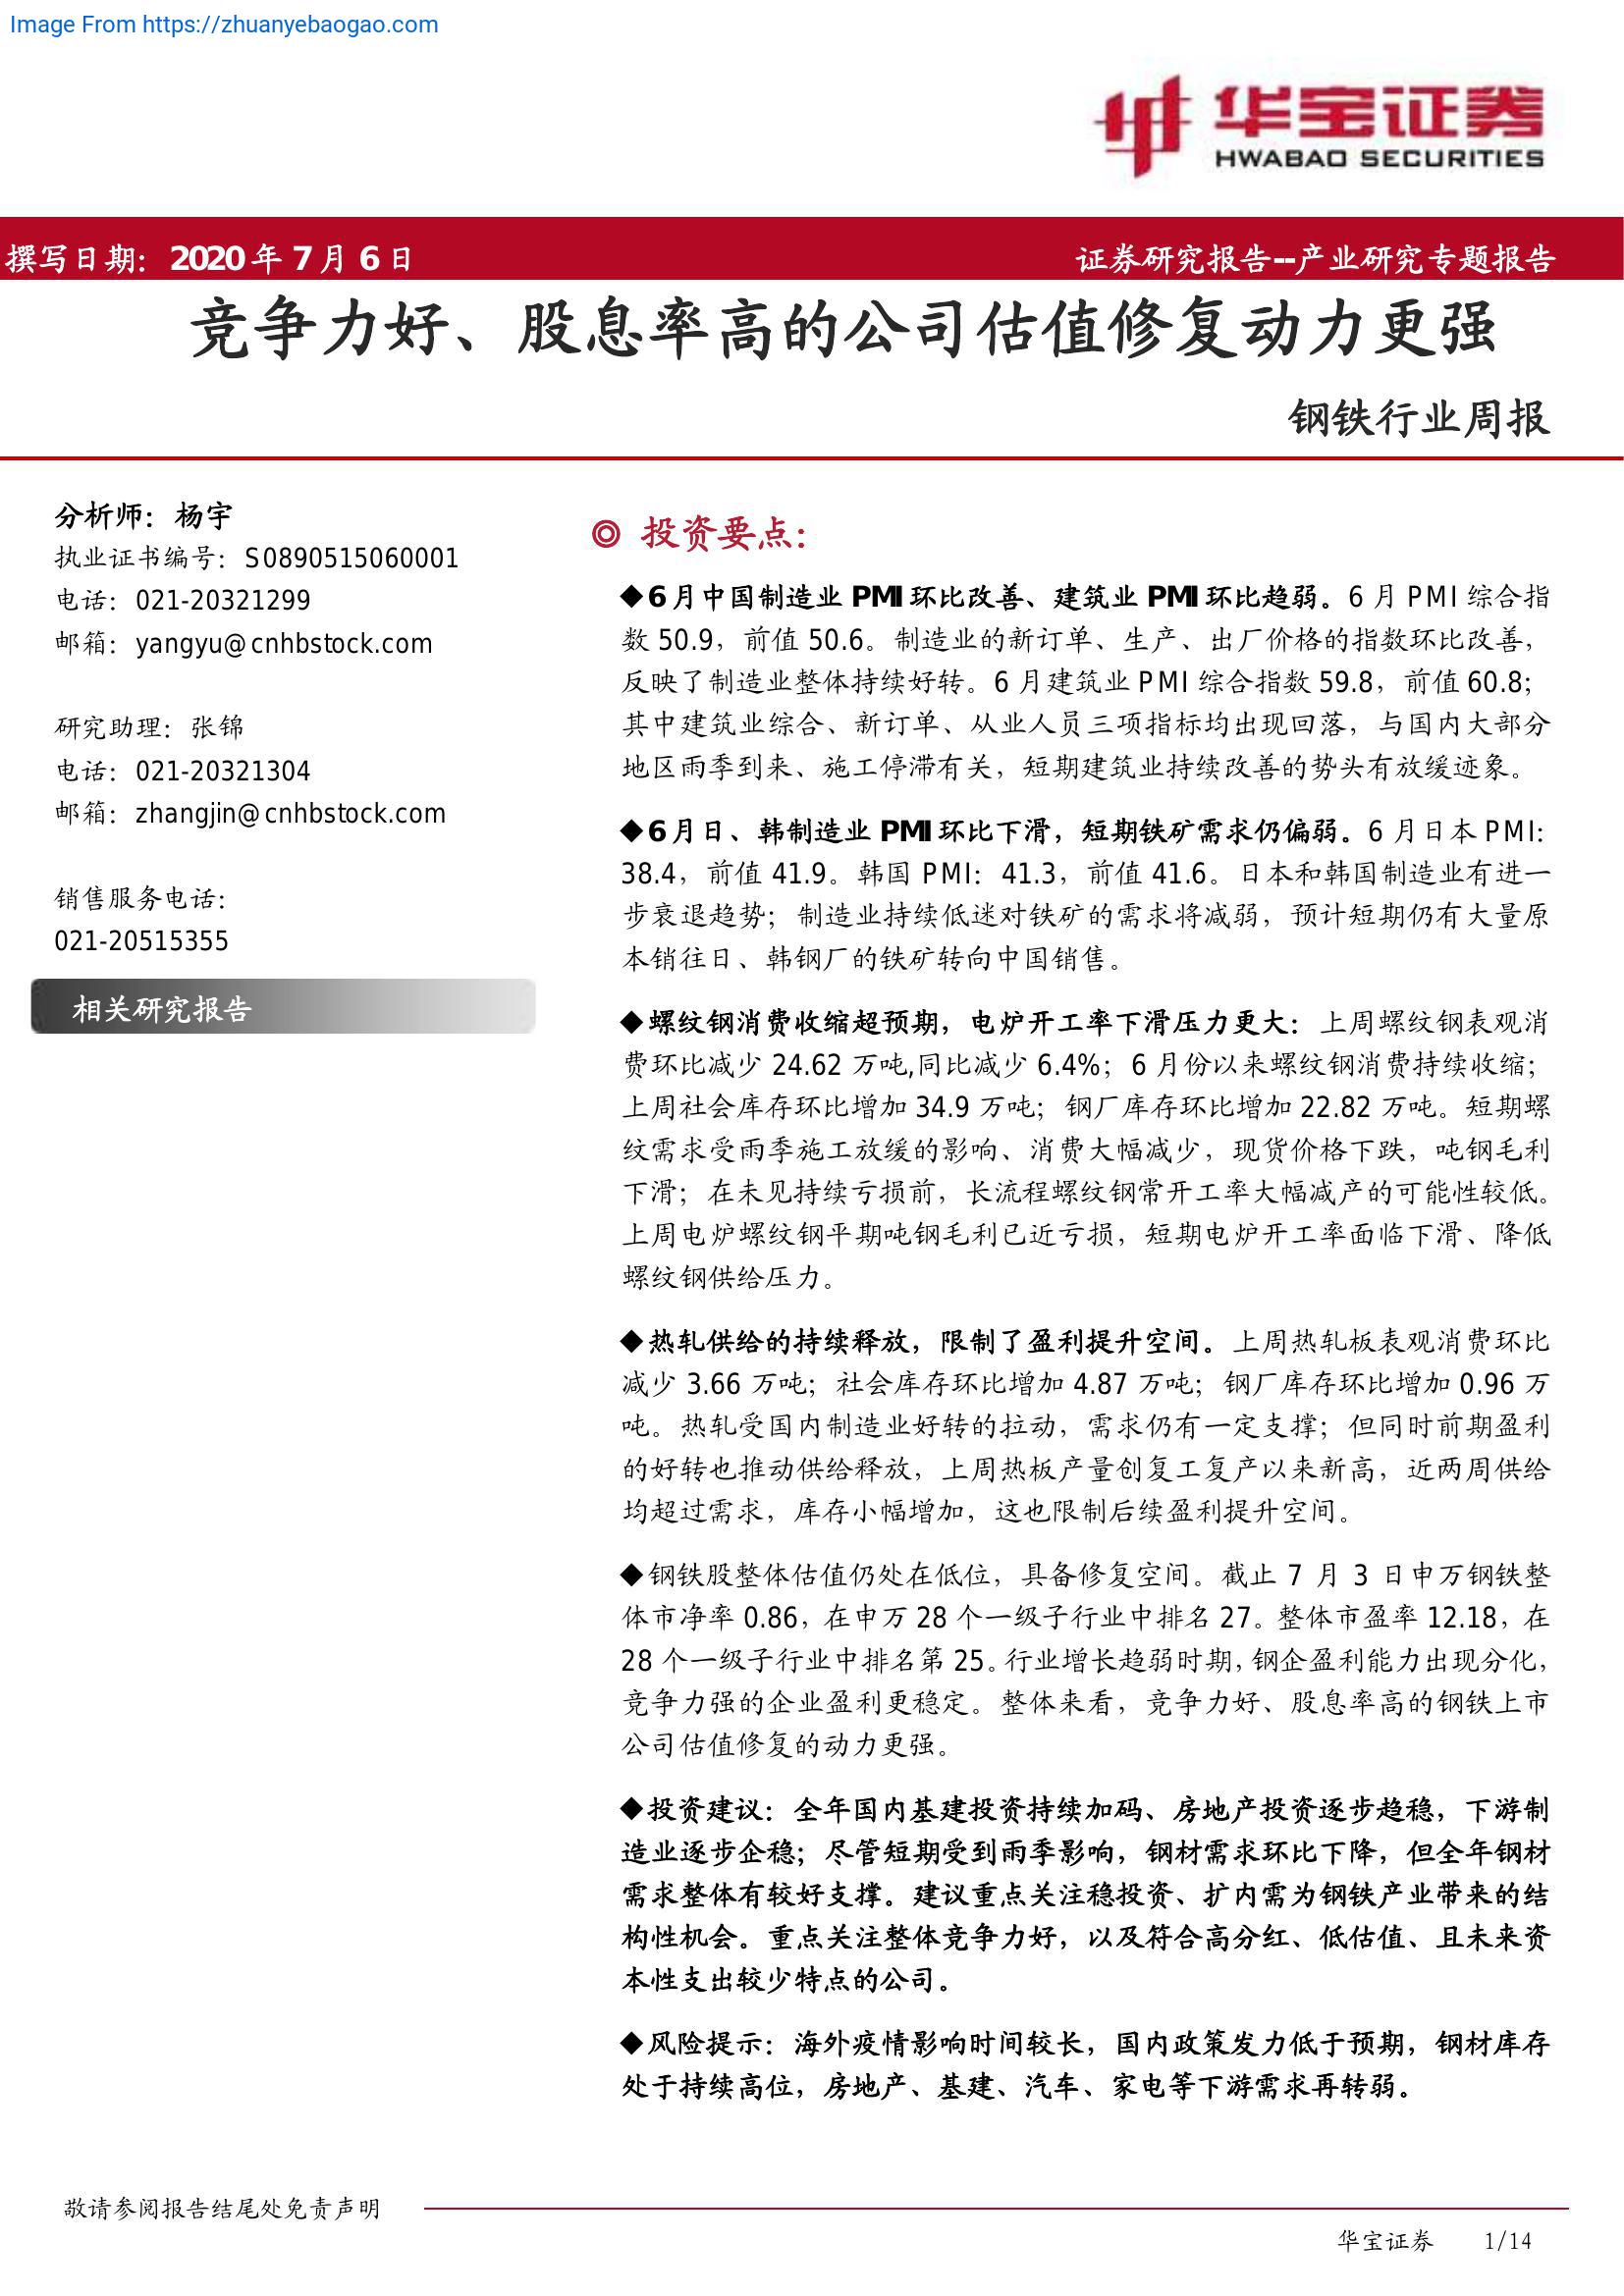 Image From https://zhuanyebaogao.com
华宝证券
HWABAO SECURITIES
撰写日期：2020 年 7 月 6 日
证券研究报告--产业研究专题报告
竞争力好、股息率高的公司估值修复动力更强
钢铁行业周报
分析师：杨宇
执业证书编号：S0890515060001
电话：021-20321299
邮箱：yangyu@cnhbstock.com
研究助理：张锦
电话：021-20321304
邮箱：zhangjin@cnhbstock.com
销售服务电话：
021-20515355
相关研究报告
◎ 投资要点：
◆6 月中国制造业 PMI 环比改善、建筑业 PMI 环比趋弱。6 月 PMI 综合指
数 50.9，前值 50.6。制造业的新订单、生产、出厂价格的指数环比改善，
反映了制造业整体持续好转。6 月建筑业 PMI 综合指数 59.8，前值 60.8；
其中建筑业综合、新订单、从业人员三项指标均出现回落，与国内大部分
地区雨季到来、施工停滞有关，短期建筑业持续改善的势头有放缓迹象。
◆6 月日、韩制造业 PMI 环比下滑，短期铁矿需求仍偏弱。6 月日本 PMI：
38.4，前值 41.9。韩国 PMI：41.3，前值 41.6。日本和韩国制造业有进一
步衰退趋势；制造业持续低迷对铁矿的需求将减弱，预计短期仍有大量原
本销往日、韩钢厂的铁矿转向中国销售。
◆螺纹钢消费收缩超预期，电炉开工率下滑压力更大：上周螺纹钢表观消
费环比减少 24.62 万吨,同比减少 6.4%；6 月份以来螺纹钢消费持续收缩；
上周社会库存环比增加 34.9 万吨；钢厂库存环比增加 22.82 万吨。短期螺
纹需求受雨季施工放缓的影响、消费大幅减少，现货价格下跌，吨钢毛利
下滑；在未见持续亏损前，长流程螺纹钢常开工率大幅减产的可能性较低。
上周电炉螺纹钢平期吨钢毛利已近亏损，短期电炉开工率面临下滑、降低
螺纹钢供给压力。
◆热轧供给的持续释放，限制了盈利提升空间。上周热轧板表观消费环比
减少 3.66 万吨；社会库存环比增加 4.87 万吨；钢厂库存环比增加 0.96 万
吨。热轧受国内制造业好转的拉动，需求仍有一定支撑；但同时前期盈利
的好转也推动供给释放，上周热板产量创复工复产以来新高，近两周供给
均超过需求，库存小幅增加，这也限制后续盈利提升空间。
◆钢铁股整体估值仍处在低位，具备修复空间。截止 7 月 3 日申万钢铁整
体市净率 0.86，在申万 28 个一级子行业中排名 27。整体市盈率 12.18，在
28 个一级子行业中排名第 25。行业增长趋弱时期，钢企盈利能力出现分化，
竞争力强的企业盈利更稳定。整体来看，竞争力好、股息率高的钢铁上市
公司估值修复的动力更强。
◆投资建议：全年国内基建投资持续加码、房地产投资逐步趋稳，下游制
造业逐步企稳；尽管短期受到雨季影响，钢材需求环比下降，但全年钢材
需求整体有较好支撑。建议重点关注稳投资、扩内需为钢铁产业带来的结
构性机会。重点关注整体竞争力好，以及符合高分红、低估值、且未来资
本性支出较少特点的公司。
◆风险提示：海外疫情影响时间较长，国内政策发力低于预期，钢材库存
处于持续高位，房地产、基建、汽车、家电等下游需求再转弱。
敬请参阅报告结尾处免责声明
华宝证券 1/14